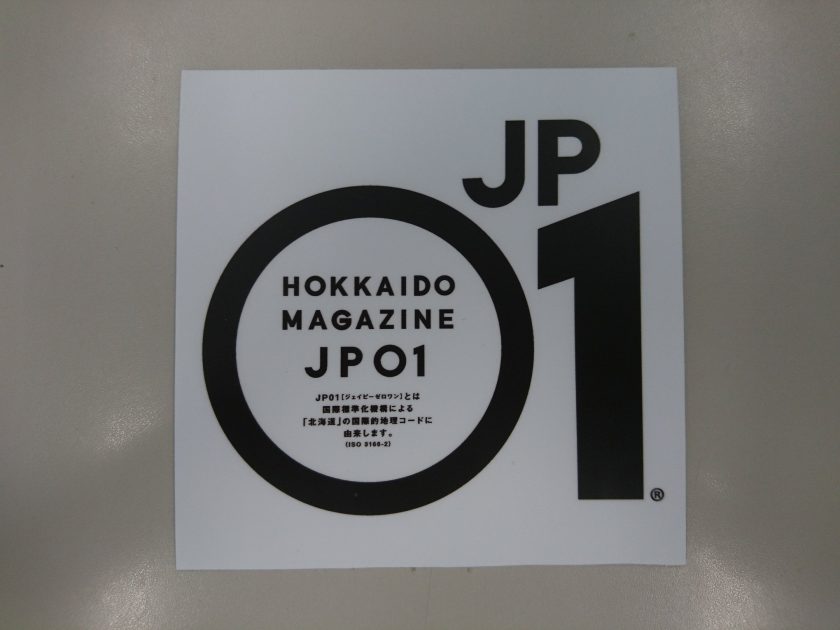 JP
01
®
HOKKAIDO
MAGAZINE
JP01
JP01[ジェイピーゼロワン]とは
国際標準化機構による
「北海道」の国際的地理コードに
由来します。
(ISO 3166-2)